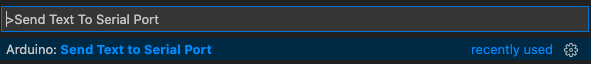 >Send Text To Serial Port
Arduino: Send Text to Serial Port recently used